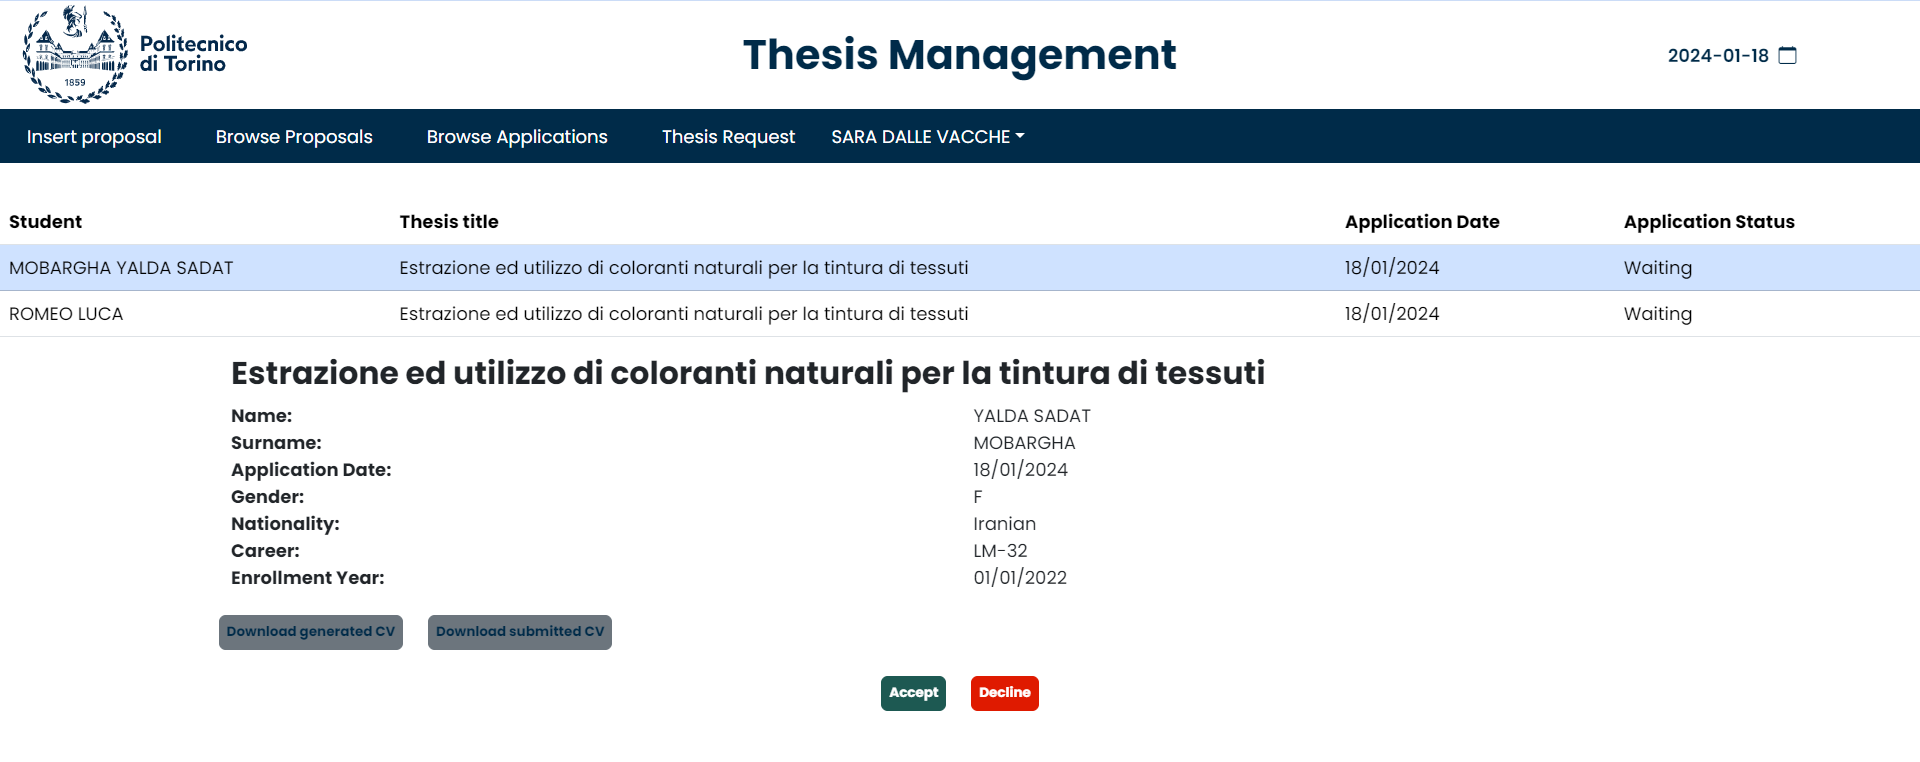 1859
Politecnico
di Torino
Thesis Management
2024-01-18
Insert proposal Browse Proposals Browse Applications Thesis Request SARA DALLE VACCHE
Student Thesis title Application Date Application Status
MOBARGHA YALDA SADAT Estrazione ed utilizzo di coloranti naturali per la tintura di tessuti 18/01/2024 Waiting
ROMEO LUCA Estrazione ed utilizzo di coloranti naturali per la tintura di tessuti 18/01/2024 Waiting
Estrazione ed utilizzo di coloranti naturali per la tintura di tessuti
Name: YALDA SADAT
Surname: MOBARGHA
Application Date: 18/01/2024
Gender: F
Nationality: Iranian
Career: LM-32
Enrollment Year: 01/01/2022
Download generated CV Download submitted CV
Accept Decline